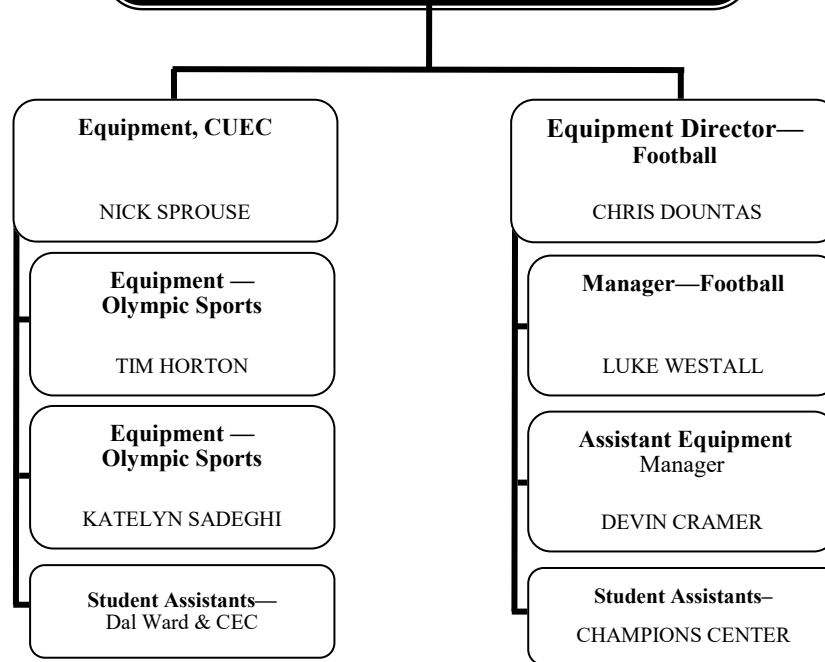 Equipment, CUEC
NICK SPROUSE
Equipment —
Olympic Sports
TIM HORTON
Equipment —
Olympic Sports
KATELYN SADEGHI
Student Assistants—
Dal Ward & CEC
Equipment Director—
Football
CHRIS DOUNTAS
Manager—Football
LUKE WESTALL
Assistant Equipment
Manager
DEVIN CRAMER
Student Assistants–
CHAMPIONS CENTER